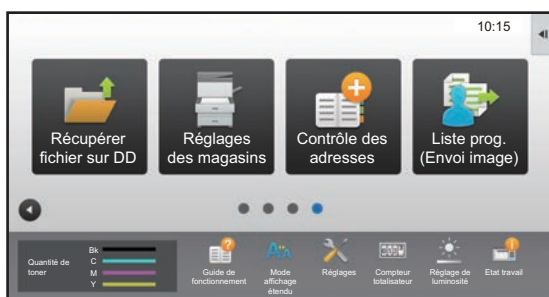 10:15
Récupérer
fichier sur DD
Réglages
des magasins
Contrôle des
adresses
Liste prog.
(Envoi image)
Quantité de
toner
Bk
C
M
Y
Guide de
fonctionnement
Mode
affichage
étendu
Réglages
Compteur
totalisateur
Réglage de
luminosité
Etat travail